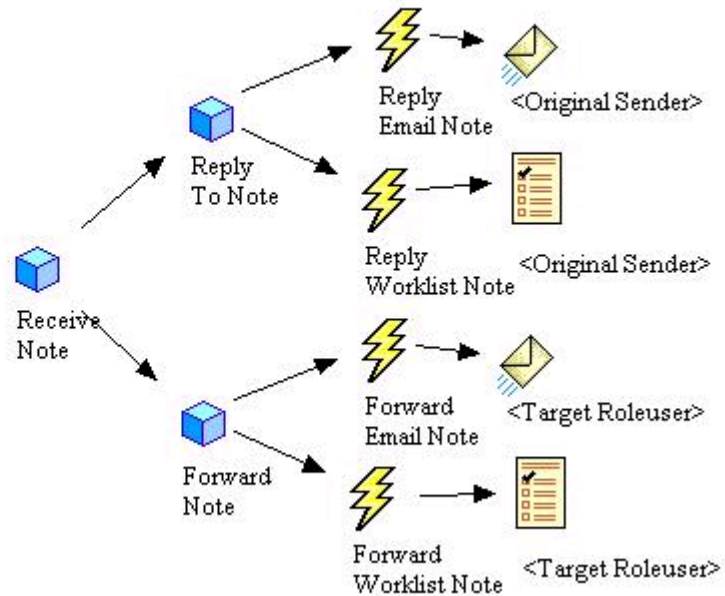 Reply
Email Note
<Original Sender>
Reply
To Note
Reply
Worklist Note
<Original Sender>
Receive
Note
Forward
Email Note
<Target Roleuser>
Forward
Note
Forward
Worklist Note
<Target Roleuser>